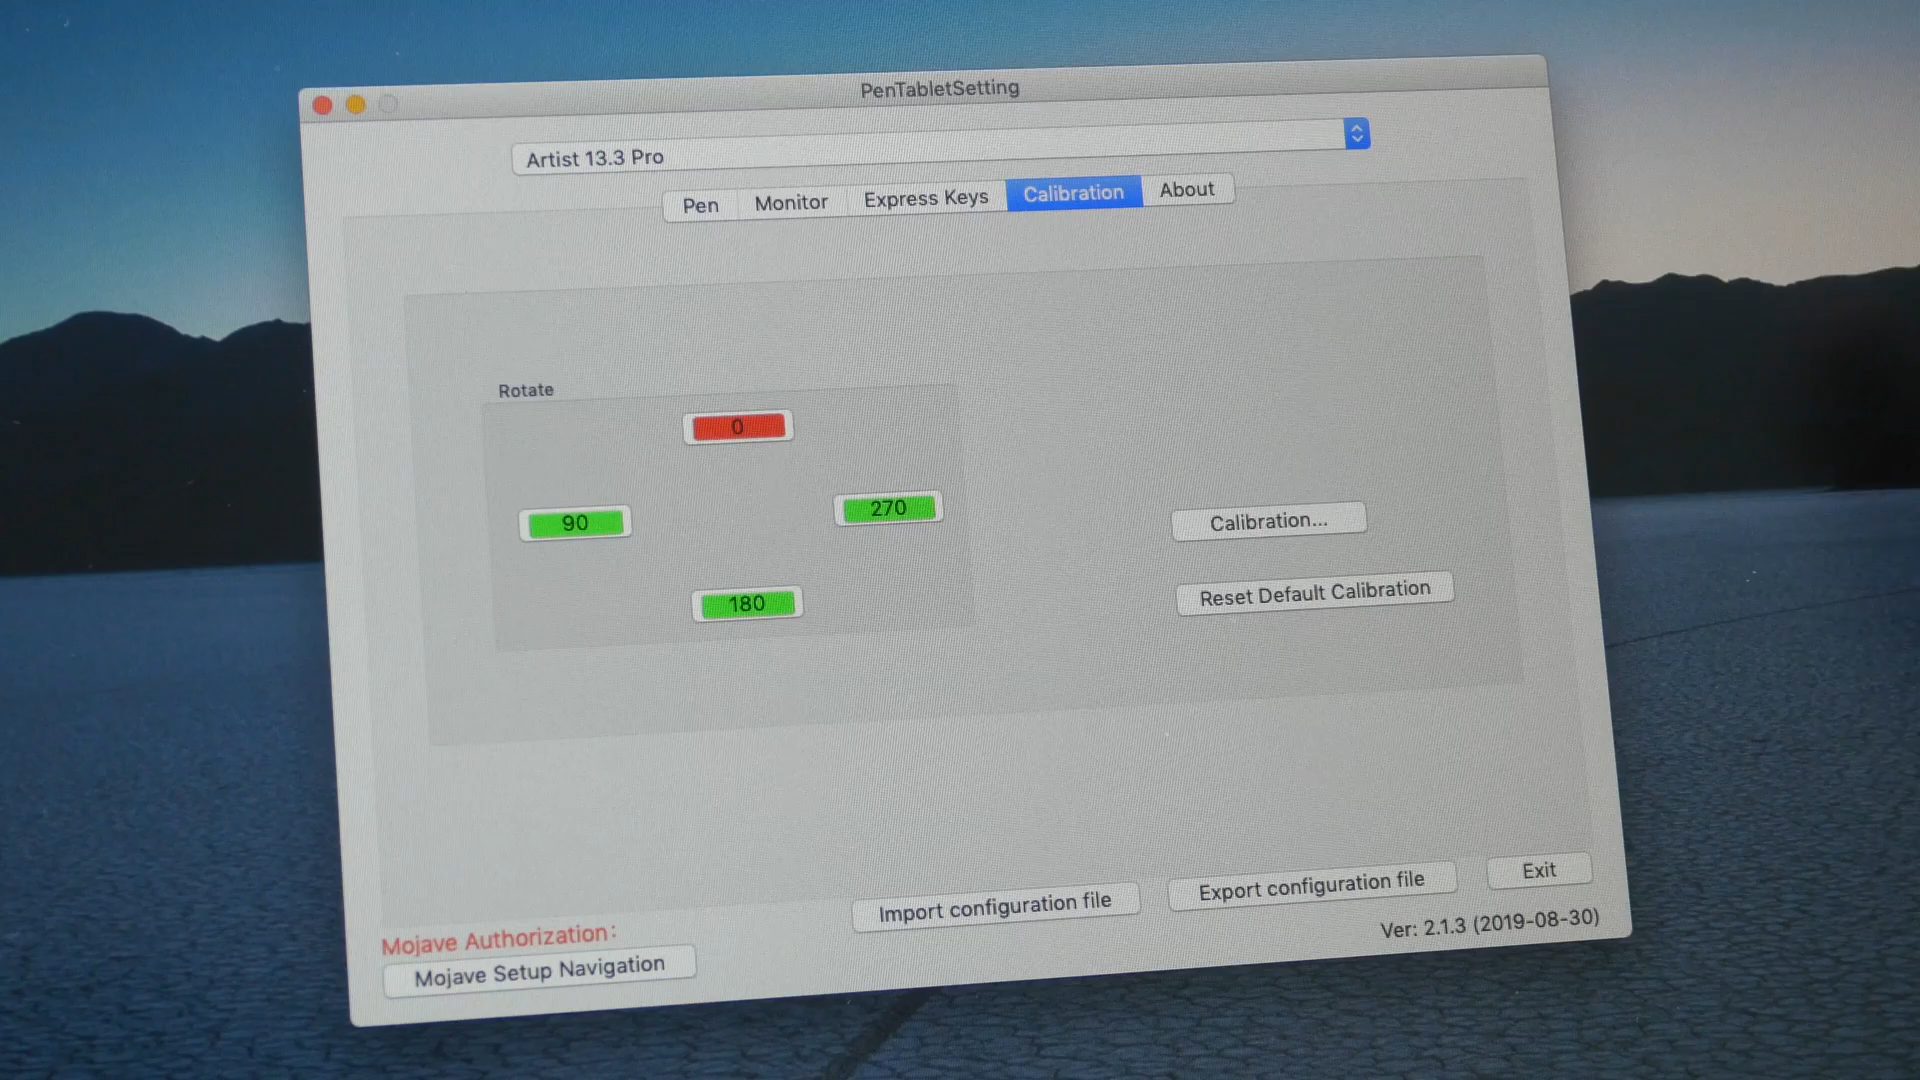 PenTabletSetting
Artist 13.3 Pro
Pen Monitor Express Keys Calibration About
Rotate
0
90 270
180
Calibration...
Reset Default Calibration
Import configuration file Export configuration file Exit
Mojave Authorization:
Mojave Setup Navigation
Ver: 2.1.3 (2019-08-30)